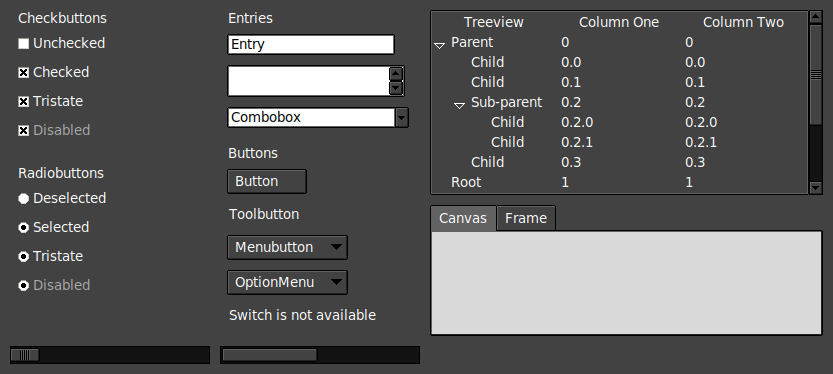 Checkbuttons
Unchecked
Checked
Tristate
Disabled
Radiobuttons
Deselected
Selected
Tristate
Disabled
Entries
Entry
Combobox
Buttons
Button
Toolbutton
Menubutton
OptionMenu
Switch is not available
Treeview Column One Column Two
Parent 0 0
Child 0.0 0.0
Child 0.1 0.1
Sub-parent 0.2 0.2
Child 0.2.0 0.2.0
Child 0.2.1 0.2.1
Child 0.3 0.3
Root 1 1
Canvas Frame